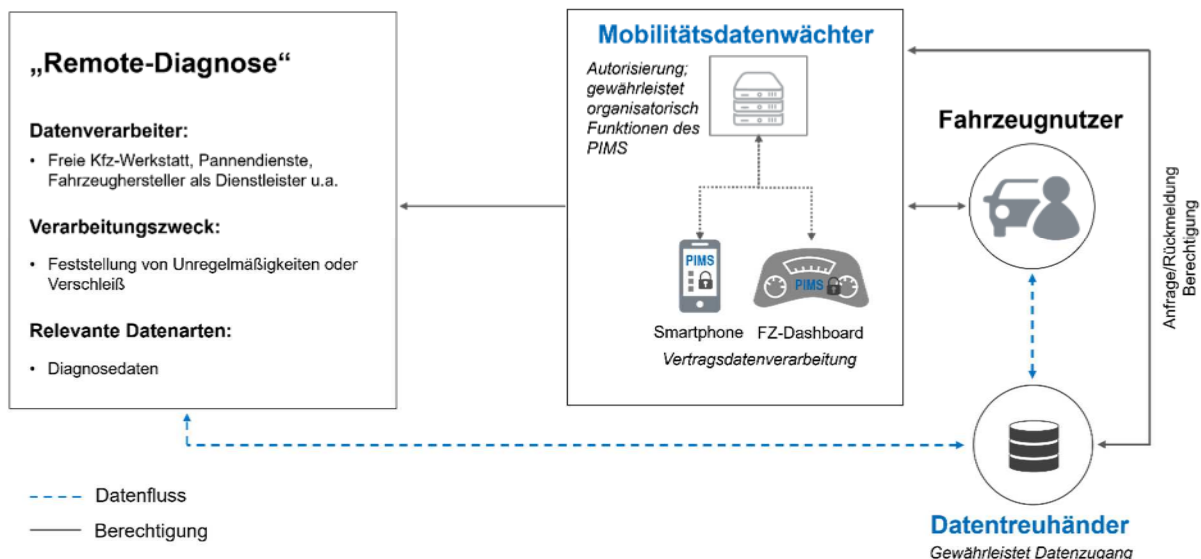 „Remote-Diagnose“
Datenverarbeiter:
• Freie Kfz-Werkstatt, Pannendienste,
Fahrzeughersteller als Dienstleister u.a.
Verarbeitungszweck:
• Feststellung von Unregelmäßigkeiten oder
Verschleiß
Relevante Datenarten:
• Diagnosedaten
Mobilitätsdatenwächter
Autorisierung;
gewährleistet
organisatorisch
Funktionen des
PIMS
PIMS
PIMS
Smartphone
FZ-Dashboard
Vertragsdatenverarbeitung
Fahrzeugnutzer
Anfrage/Rückmeldung
Berechtigung
Datentreuhänder
Gewährleistet Datenzugang
Datenfluss
Berechtigung